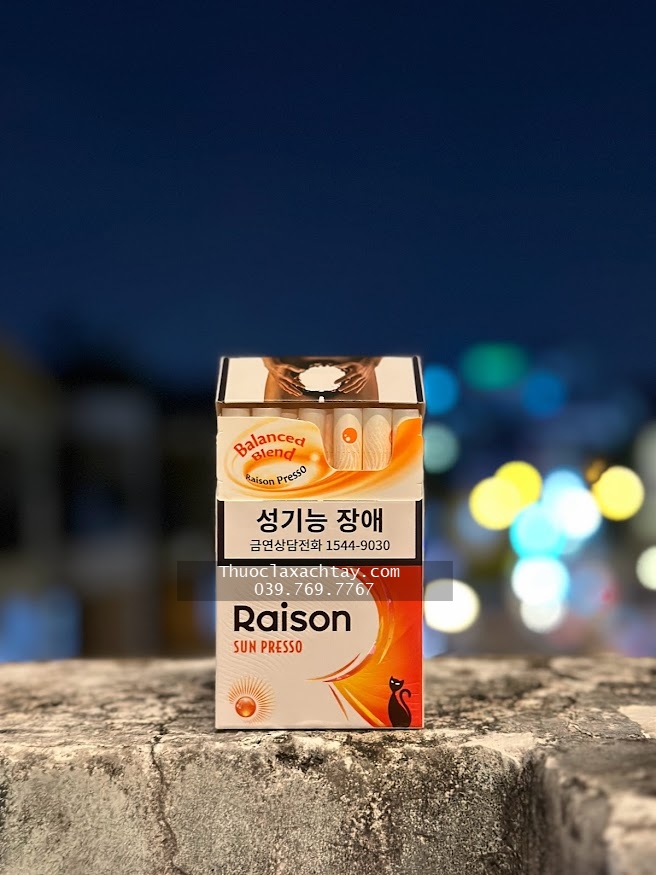 Balanced
Blend
Raison Presso
성기능 장애
금연상담전화 1544-9030
Thuoclaxachtay.com
039.769.7767
Raison
SUN PRESSO